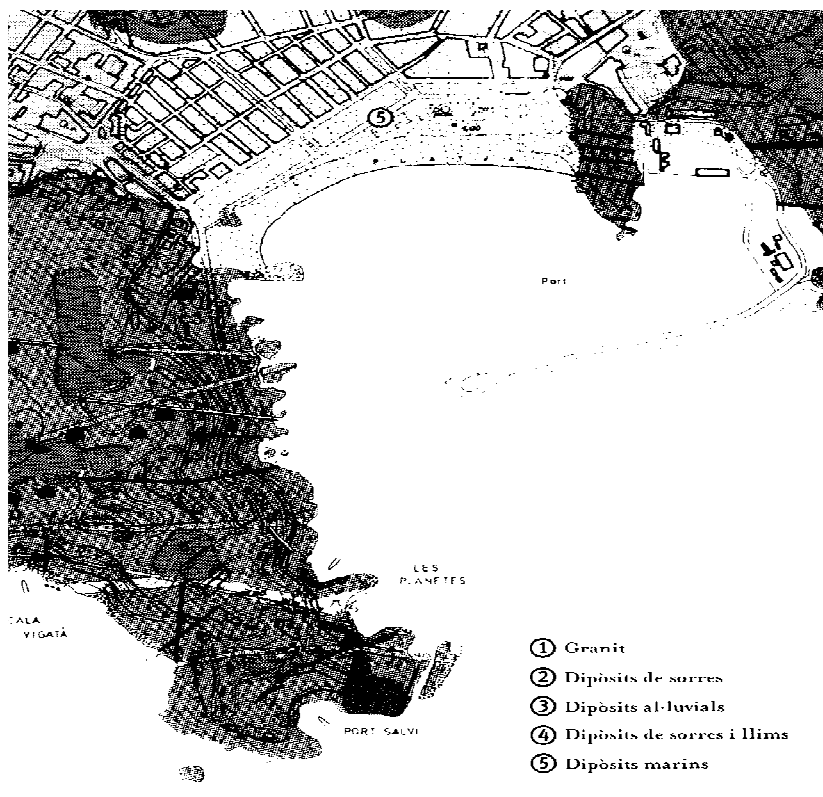 5
PLATJA
Port
LES
PLANETES
CALA
VIGATÀ
PORT SALVI
1 Granit
2 Dipòsits de sorres
3 Dipòsits al·luvials
4 Dipòsits de sorres i llims
5 Dipòsits marins